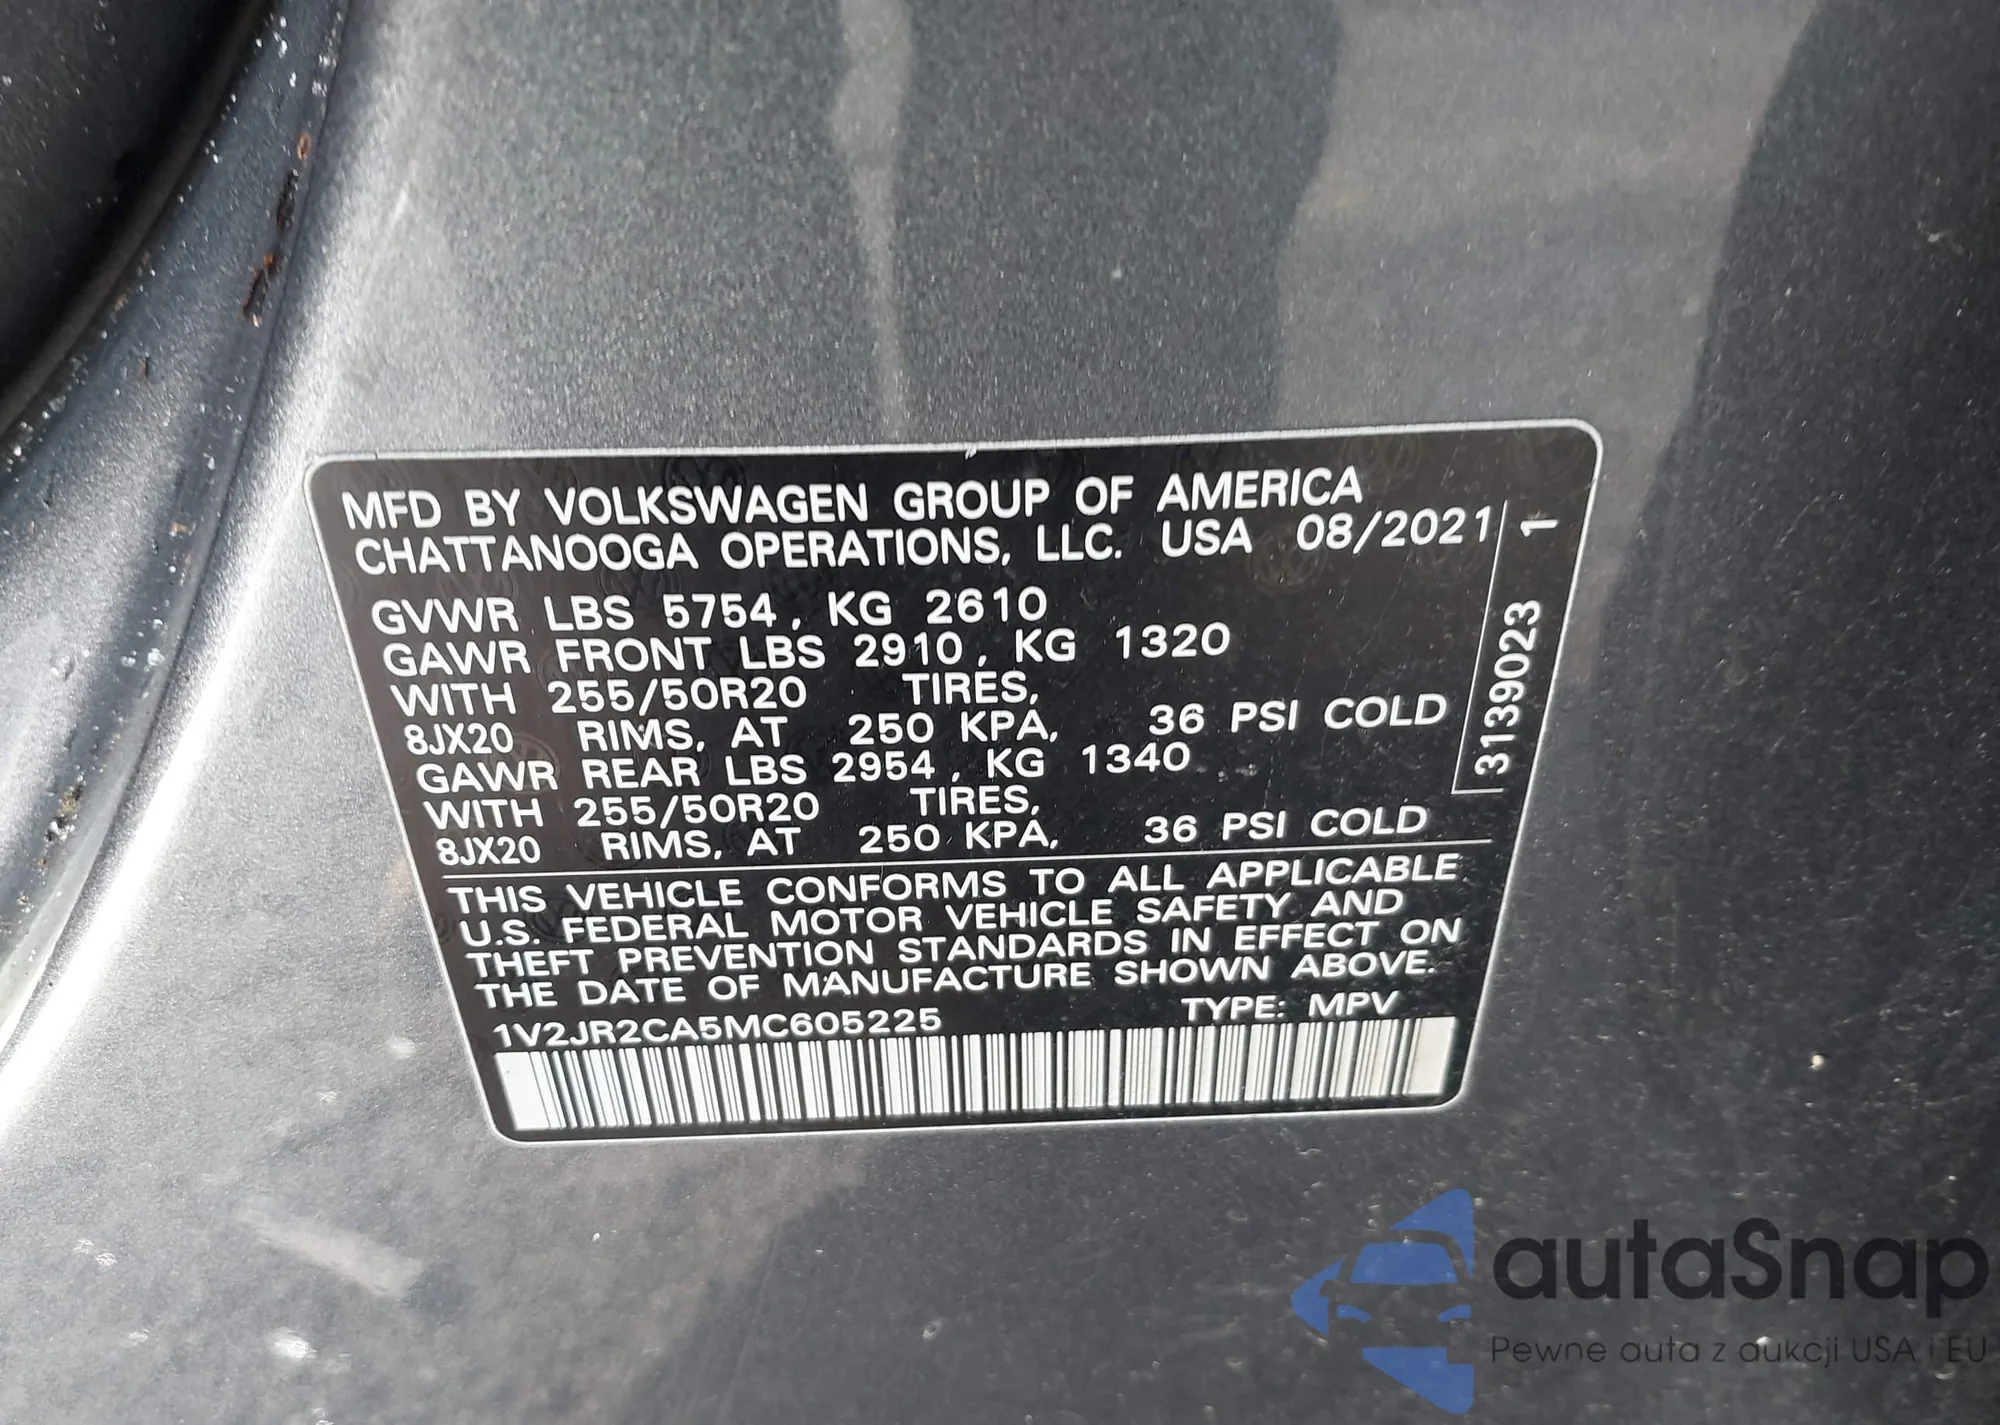 MFD BY VOLKSWAGEN GROUP OF AMERICA
CHATTANOOGA OPERATIONS, LLC. USA 08/2021
GVWR LBS 5754, KG 2610
GAWR FRONT LBS 2910, KG 1320
WITH 255/50R20 TIRES,
8JX20 RIMS, AT 250 KPA, 36 PSI COLD
GAWR REAR LBS 2954, KG 1340
WITH 255/50R20 TIRES,
8JX20 RIMS, AT 250 KPA, 36 PSI COLD
3139023 1
THIS VEHICLE CONFORMS TO ALL APPLICABLE
U.S. FEDERAL MOTOR VEHICLE SAFETY AND
THEFT PREVENTION STANDARDS IN EFFECT ON
THE DATE OF MANUFACTURE SHOWN ABOVE.
1V2JR2CA5MC605225 TYPE: MPV
autaSnap
Pewne auta z aukcji USA i EU